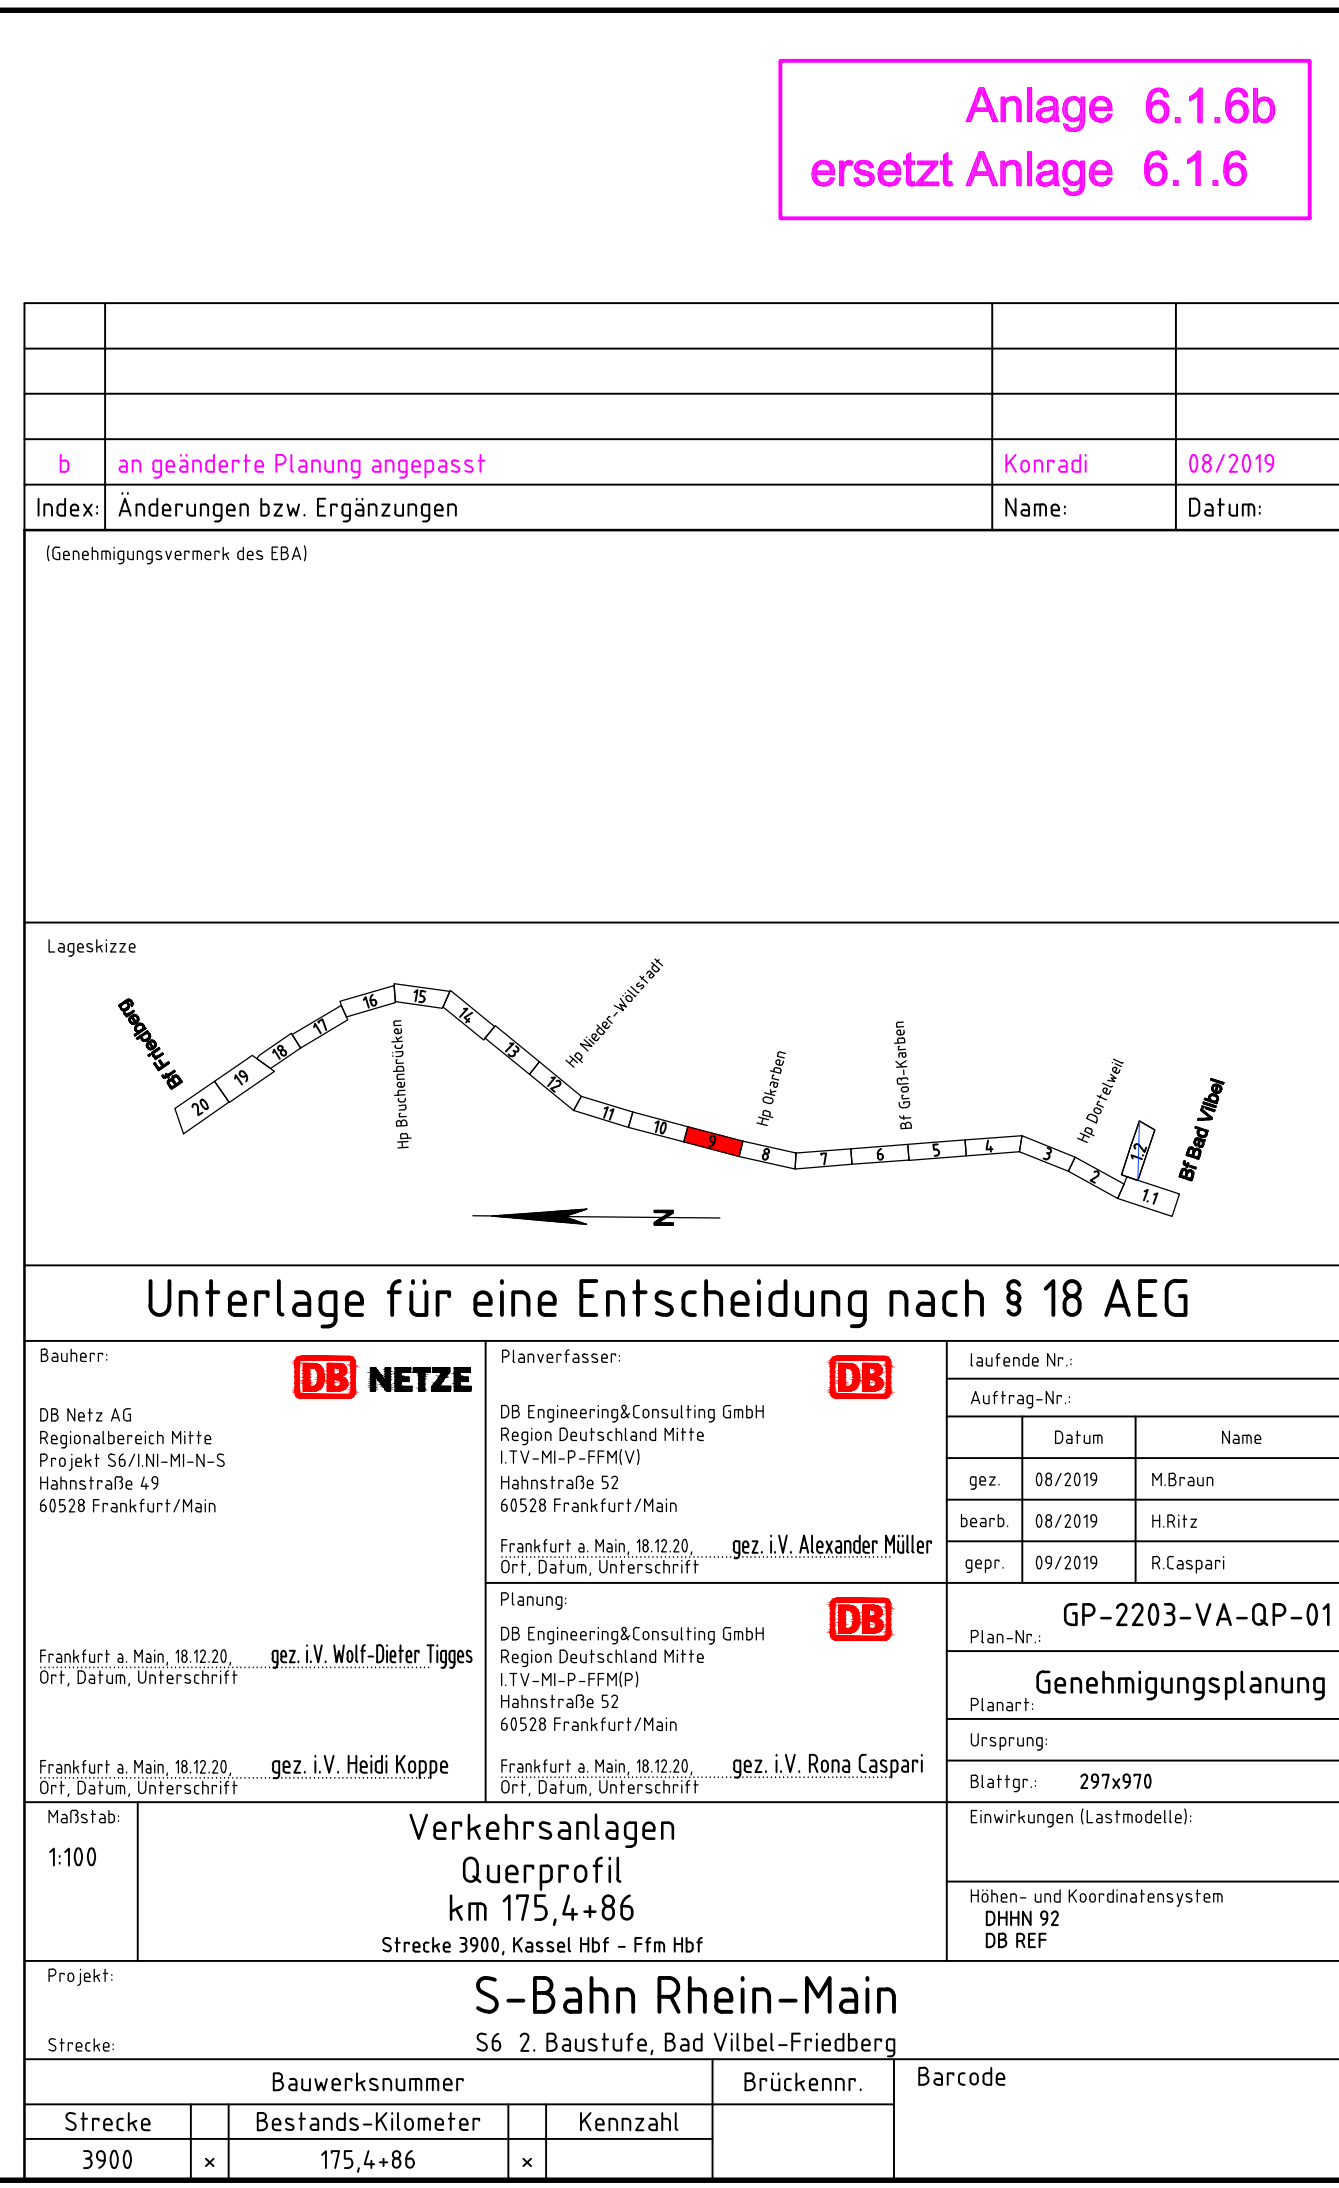 Anlage 6.1.6b
ersetzt Anlage 6.1.6
b an geänderte Planung angepasst Konradi 08/2019
Index: Änderungen bzw. Ergänzungen Name: Datum:
(Genehmigungsvermerk des EBA)
Lageskizze
Bf Friedberg
20
19
18
17
16
15
14
13
12
11
10
9
8
7
6
5
4
3
2
1.2
1.1
Hp Bruchenbrücken
Hp Nieder-Wöllstadt
Hp Okarben
Bf Groß-Karben
Hp Dortelweil
Bf Bad Vilbel
N
Unterlage für eine Entscheidung nach § 18 AEG
Bauherr:
DB NETZE
DB Netz AG
Regionalbereich Mitte
Projekt S6/I.NI-MI-N-S
Hahnstraße 49
60528 Frankfurt/Main
Frankfurt a. Main, 18.12.20, gez. i.V. Wolf-Dieter Tigges
Ort, Datum, Unterschrift
Frankfurt a. Main, 18.12.20, gez. i.V. Heidi Koppe
Ort, Datum, Unterschrift
Planverfasser:
DB
DB Engineering&Consulting GmbH
Region Deutschland Mitte
I.TV-MI-P-FFM(V)
Hahnstraße 52
60528 Frankfurt/Main
Frankfurt a. Main, 18.12.20, gez. i.V. Alexander Müller
Ort, Datum, Unterschrift
Planung:
DB
DB Engineering&Consulting GmbH
Region Deutschland Mitte
I.TV-MI-P-FFM(P)
Hahnstraße 52
60528 Frankfurt/Main
Frankfurt a. Main, 18.12.20, gez. i.V. Rona Caspari
Ort, Datum, Unterschrift
laufende Nr.:
Auftrag-Nr.:
Datum Name
gez. 08/2019 M.Braun
bearb. 08/2019 H.Ritz
gepr. 09/2019 R.Caspari
Plan-Nr.: GP-2203-VA-QP-01
Planart: Genehmigungsplanung
Ursprung:
Blattgr.: 297x970
Maßstab:
1:100
Verkehrsanlagen
Querprofil
km 175,4+86
Strecke 3900, Kassel Hbf - Ffm Hbf
Einwirkungen (Lastmodelle):
Höhen- und Koordinatensystem
DHHN 92
DB REF
Projekt:
S-Bahn Rhein-Main
Strecke: S6 2. Baustufe, Bad Vilbel-Friedberg
Bauwerksnummer Brückennr. Barcode
Strecke Bestands-Kilometer Kennzahl
3900 × 175,4+86 ×